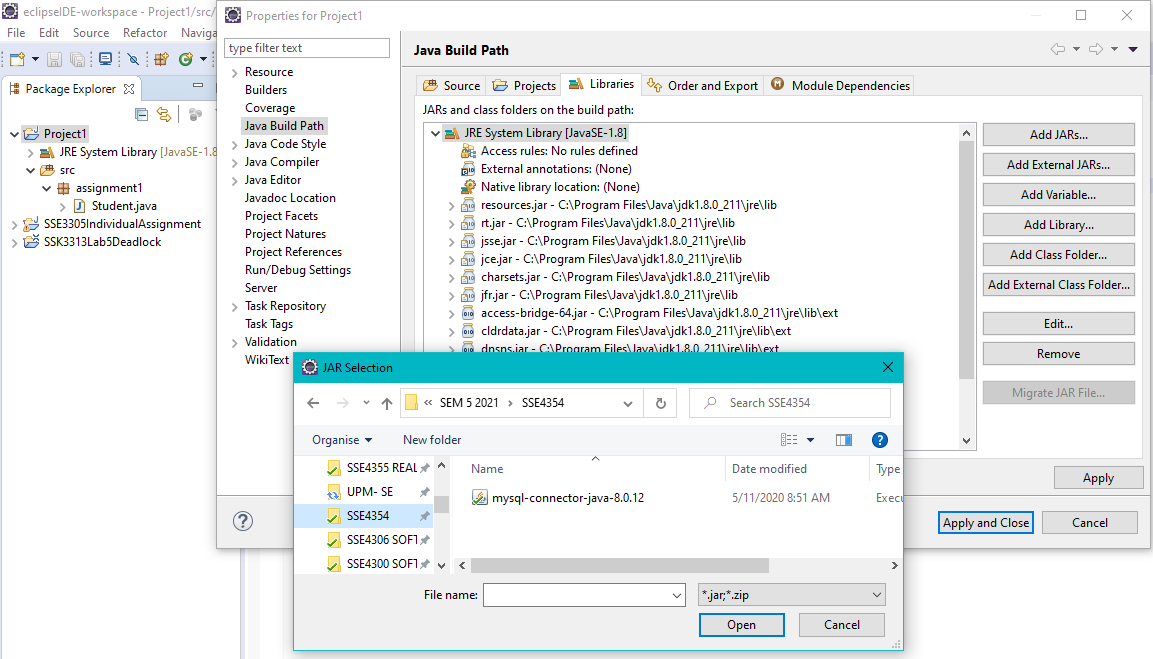 eclipseIDE-workspace - Project1/src/
File Edit Source Refactor Naviga
Package Explorer
Project1
JRE System Library [JavaSE-1.8
src
assignment1
Student.java
SSE3305IndividualAssignment
SSK3313Lab5Deadlock
Properties for Project1
type filter text
Resource
Builders
Coverage
Java Build Path
Java Code Style
Java Compiler
Java Editor
Javadoc Location
Project Facets
Project Natures
Project References
Run/Debug Settings
Server
Task Repository
Task Tags
Validation
WikiText
Java Build Path
Source Projects Libraries Order and Export Module Dependencies
JARs and class folders on the build path:
JRE System Library [JavaSE-1.8]
Access rules: No rules defined
External annotations: (None)
Native library location: (None)
resources.jar - C:\Program Files\Java\jdk1.8.0_211\jre\lib
rt.jar - C:\Program Files\Java\jdk1.8.0_211\jre\lib
jsse.jar - C:\Program Files\Java\jdk1.8.0_211\jre\lib
jce.jar - C:\Program Files\Java\jdk1.8.0_211\jre\lib
charsets.jar - C:\Program Files\Java\jdk1.8.0_211\jre\lib
jfr.jar - C:\Program Files\Java\jdk1.8.0_211\jre\lib
access-bridge-64.jar - C:\Program Files\Java\jdk1.8.0_211\jre\lib\ext
cldrdata.jar - C:\Program Files\Java\jdk1.8.0_211\jre\lib\ext
dnsns.jar - C:\Program Files\Java\jdk1.8.0_211\jre\lib\ext
Add JARs...
Add External JARs...
Add Variable...
Add Library...
Add Class Folder...
Add External Class Folder...
Edit...
Remove
Migrate JAR File...
Apply
Apply and Close Cancel
JAR Selection
« SEM 5 2021 › SSE4354
Search SSE4354
Organise New folder
SSE4355 REAL
UPM- SE
SSE4354
SSE4306 SOFT
SSE4300 SOFT
Name Date modified Type
mysql-connector-java-8.0.12 5/11/2020 8:51 AM Execu
File name: *.jar;*.zip
Open Cancel